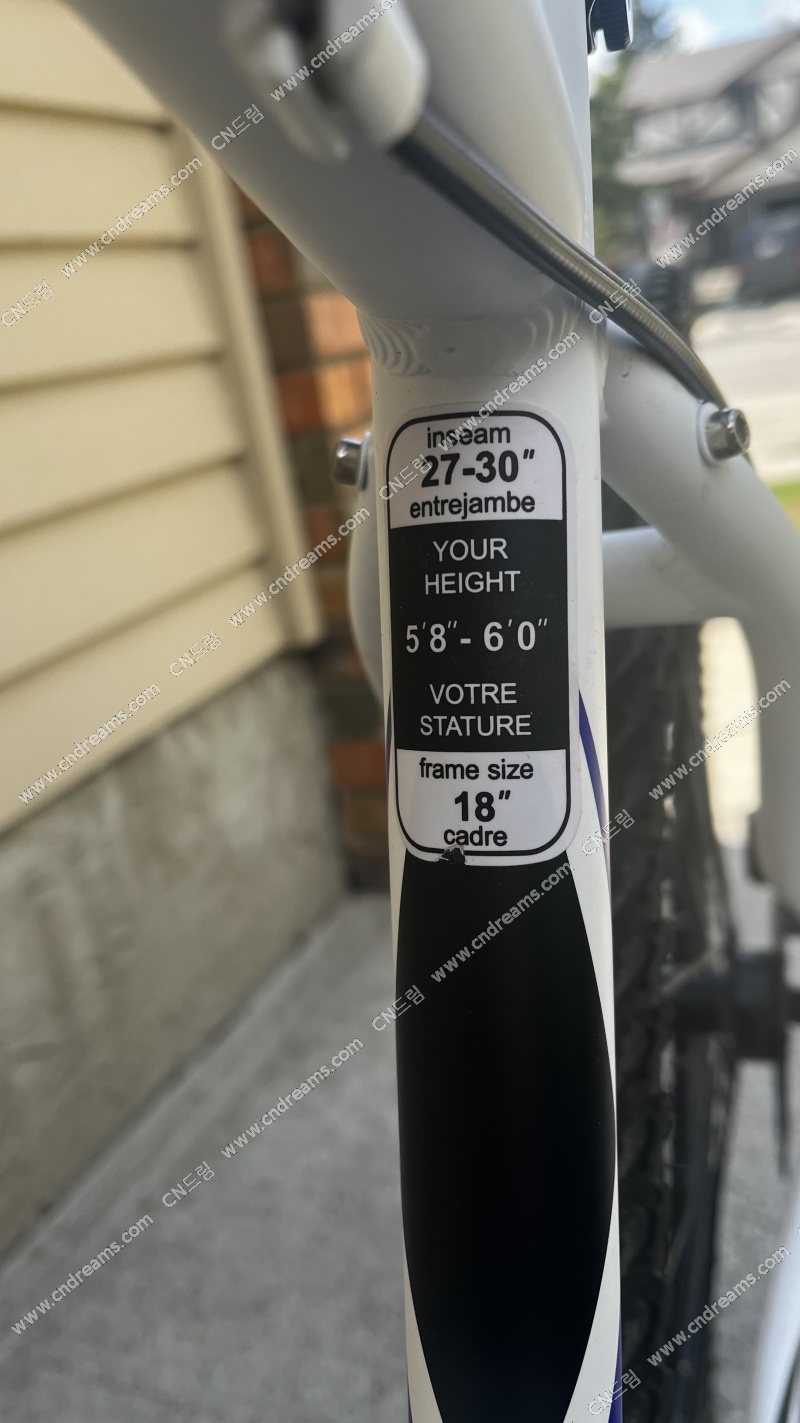 inseam
27-30"
entrejambe
YOUR
HEIGHT
5'8"- 6'0"
VOTRE
STATURE
frame size
18"
cadre
CN드림 www.cndreams.com